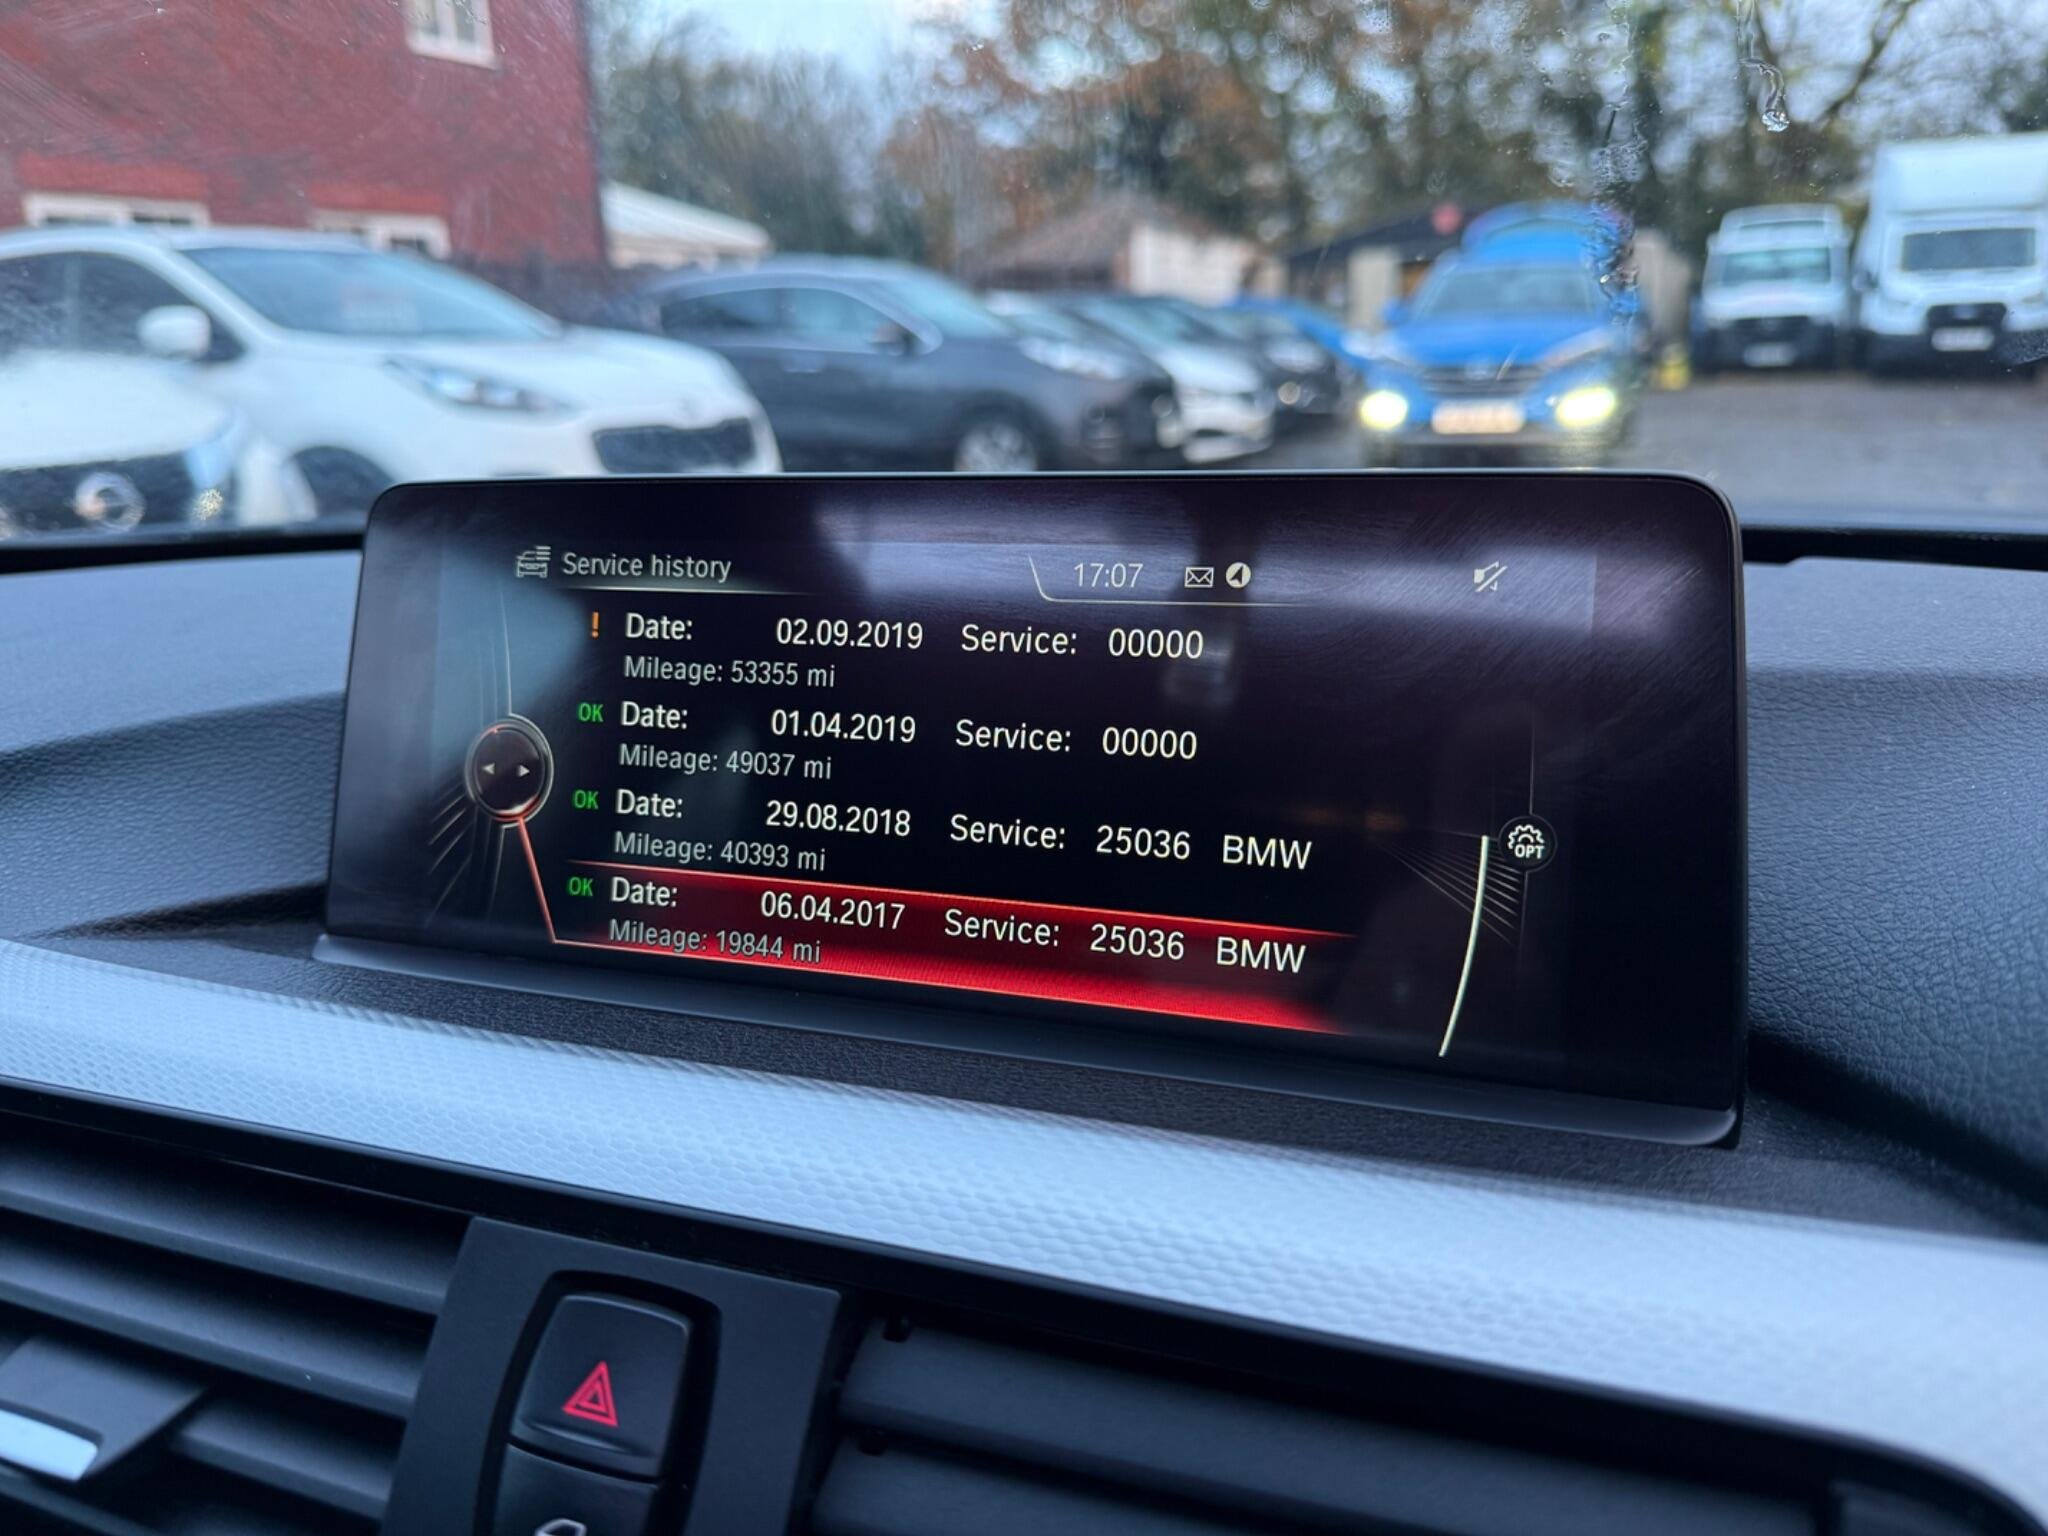 Service history
17:07
! Date: 02.09.2019 Service: 00000
Mileage: 53355 mi
OK Date: 01.04.2019 Service: 00000
Mileage: 49037 mi
OK Date: 29.08.2018 Service: 25036 BMW
Mileage: 40393 mi
OK Date: 06.04.2017 Service: 25036 BMW
Mileage: 19844 mi
OPT